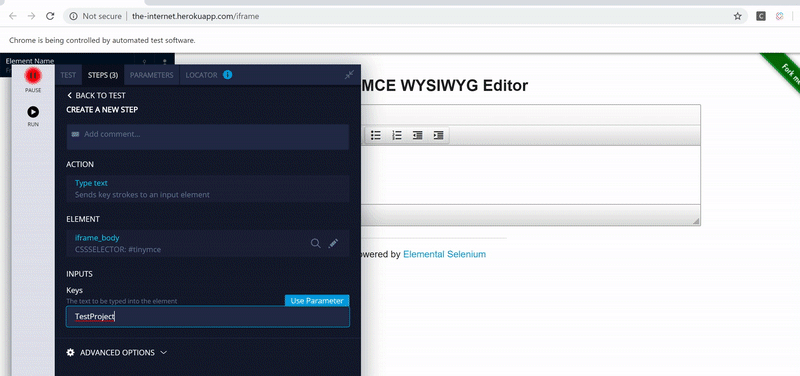 Not secure | the-internet.herokuapp.com/iframe
Chrome is being controlled by automated test software.
Element Name
Fork me
PAUSE
RUN
TEST STEPS (3) PARAMETERS LOCATOR i
BACK TO TEST
CREATE A NEW STEP
Add comment...
ACTION
Type text
Sends key strokes to an input element
ELEMENT
iframe_body
CSSSELECTOR: #tinymce
INPUTS
Keys
The text to be typed into the element
Use Parameter
TestProject
ADVANCED OPTIONS
MCE WYSIWYG Editor
owered by Elemental Selenium